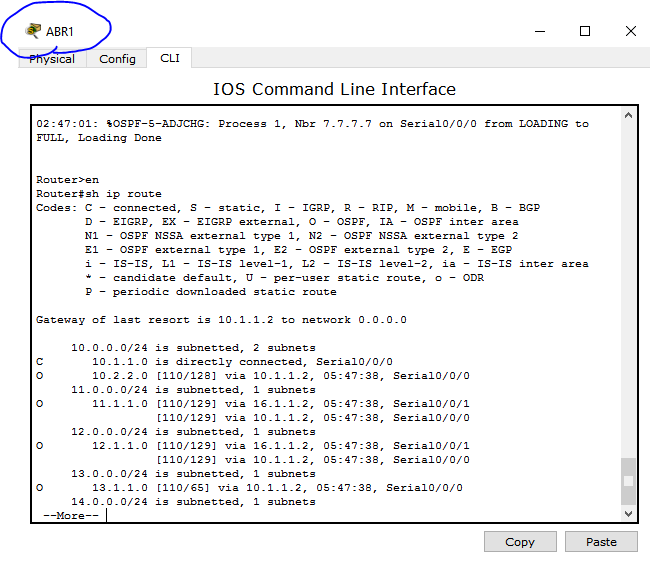 ABR1
Physical Config CLI
IOS Command Line Interface
02:47:01: %OSPF-5-ADJCHG: Process 1, Nbr 7.7.7.7 on Serial0/0/0 from LOADING to
FULL, Loading Done
Router>en
Router#sh ip route
Codes: C - connected, S - static, I - IGRP, R - RIP, M - mobile, B - BGP
D - EIGRP, EX - EIGRP external, O - OSPF, IA - OSPF inter area
N1 - OSPF NSSA external type 1, N2 - OSPF NSSA external type 2
E1 - OSPF external type 1, E2 - OSPF external type 2, E - EGP
i - IS-IS, L1 - IS-IS level-1, L2 - IS-IS level-2, ia - IS-IS inter area
* - candidate default, U - per-user static route, o - ODR
P - periodic downloaded static route
Gateway of last resort is 10.1.1.2 to network 0.0.0.0
10.0.0.0/24 is subnetted, 2 subnets
C 10.1.1.0 is directly connected, Serial0/0/0
O 10.2.2.0 [110/128] via 10.1.1.2, 05:47:38, Serial0/0/0
11.0.0.0/24 is subnetted, 1 subnets
O 11.1.1.0 [110/129] via 16.1.1.2, 05:47:38, Serial0/0/1
[110/129] via 10.1.1.2, 05:47:38, Serial0/0/0
12.0.0.0/24 is subnetted, 1 subnets
O 12.1.1.0 [110/129] via 16.1.1.2, 05:47:38, Serial0/0/1
[110/129] via 10.1.1.2, 05:47:38, Serial0/0/0
13.0.0.0/24 is subnetted, 1 subnets
O 13.1.1.0 [110/65] via 10.1.1.2, 05:47:38, Serial0/0/0
14.0.0.0/24 is subnetted, 1 subnets
--More--
Copy Paste